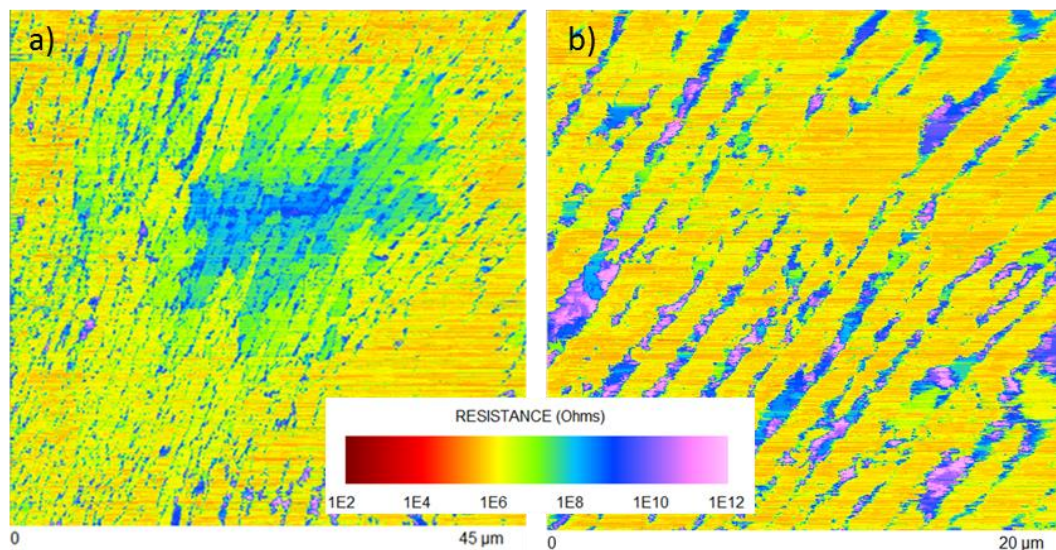 a)
b)
RESISTANCE (Ohms)
1E2 1E4 1E6 1E8 1E10 1E12
0 45 µm
0 20 µm